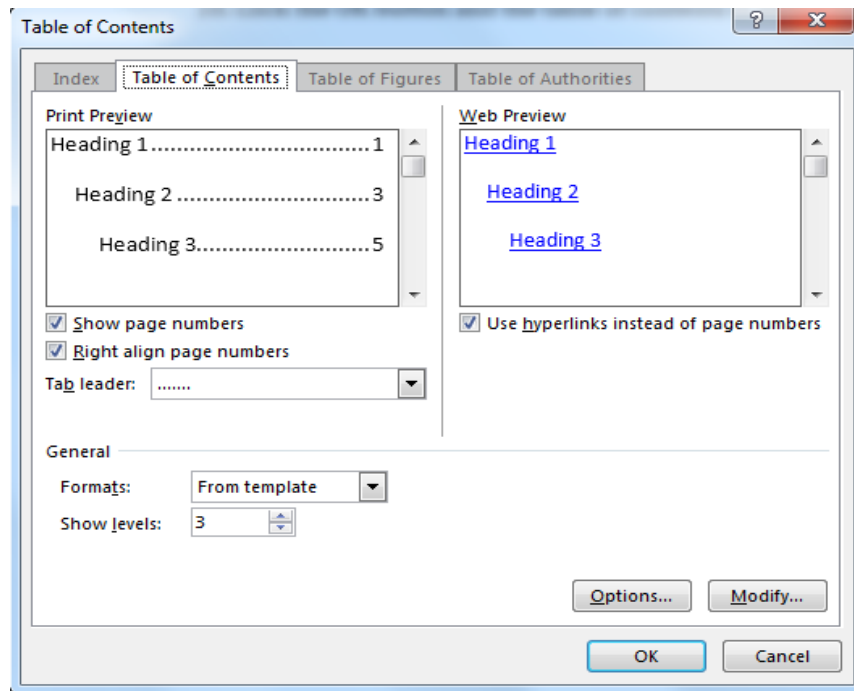 Table of Contents
?
Index Table of Contents Table of Figures Table of Authorities
Print Preview
Heading 1....................................1
Heading 2................................3
Heading 3............................5
Web Preview
Heading 1
Heading 2
Heading 3
Show page numbers
Right align page numbers
Tab leader: .......
Use hyperlinks instead of page numbers
General
Formats: From template
Show levels: 3
Options... Modify...
OK Cancel